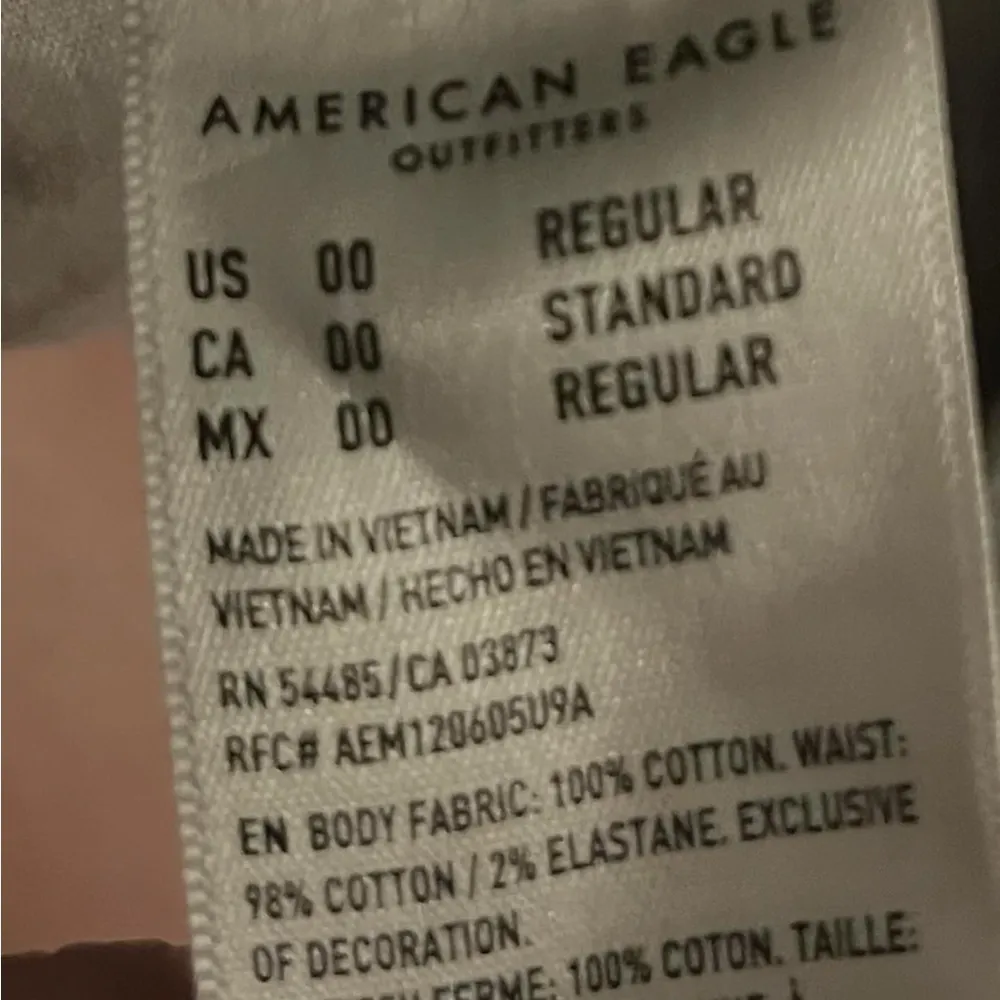 AMERICAN EAGLE
OUTFITTERS
US 00 REGULAR
CA 00 STANDARD
MX 00 REGULAR
MADE IN VIETNAM / FABRIQUÉ AU
VIETNAM / HECHO EN VIETNAM
RN 54485/CA 03873
RFC# AEM120605U9A
EN BODY FABRIC: 100% COTTON. WAIST:
98% COTTON / 2% ELASTANE. EXCLUSIVE
OF DECORATION.
FERME: 100% COTON. TAILLE: